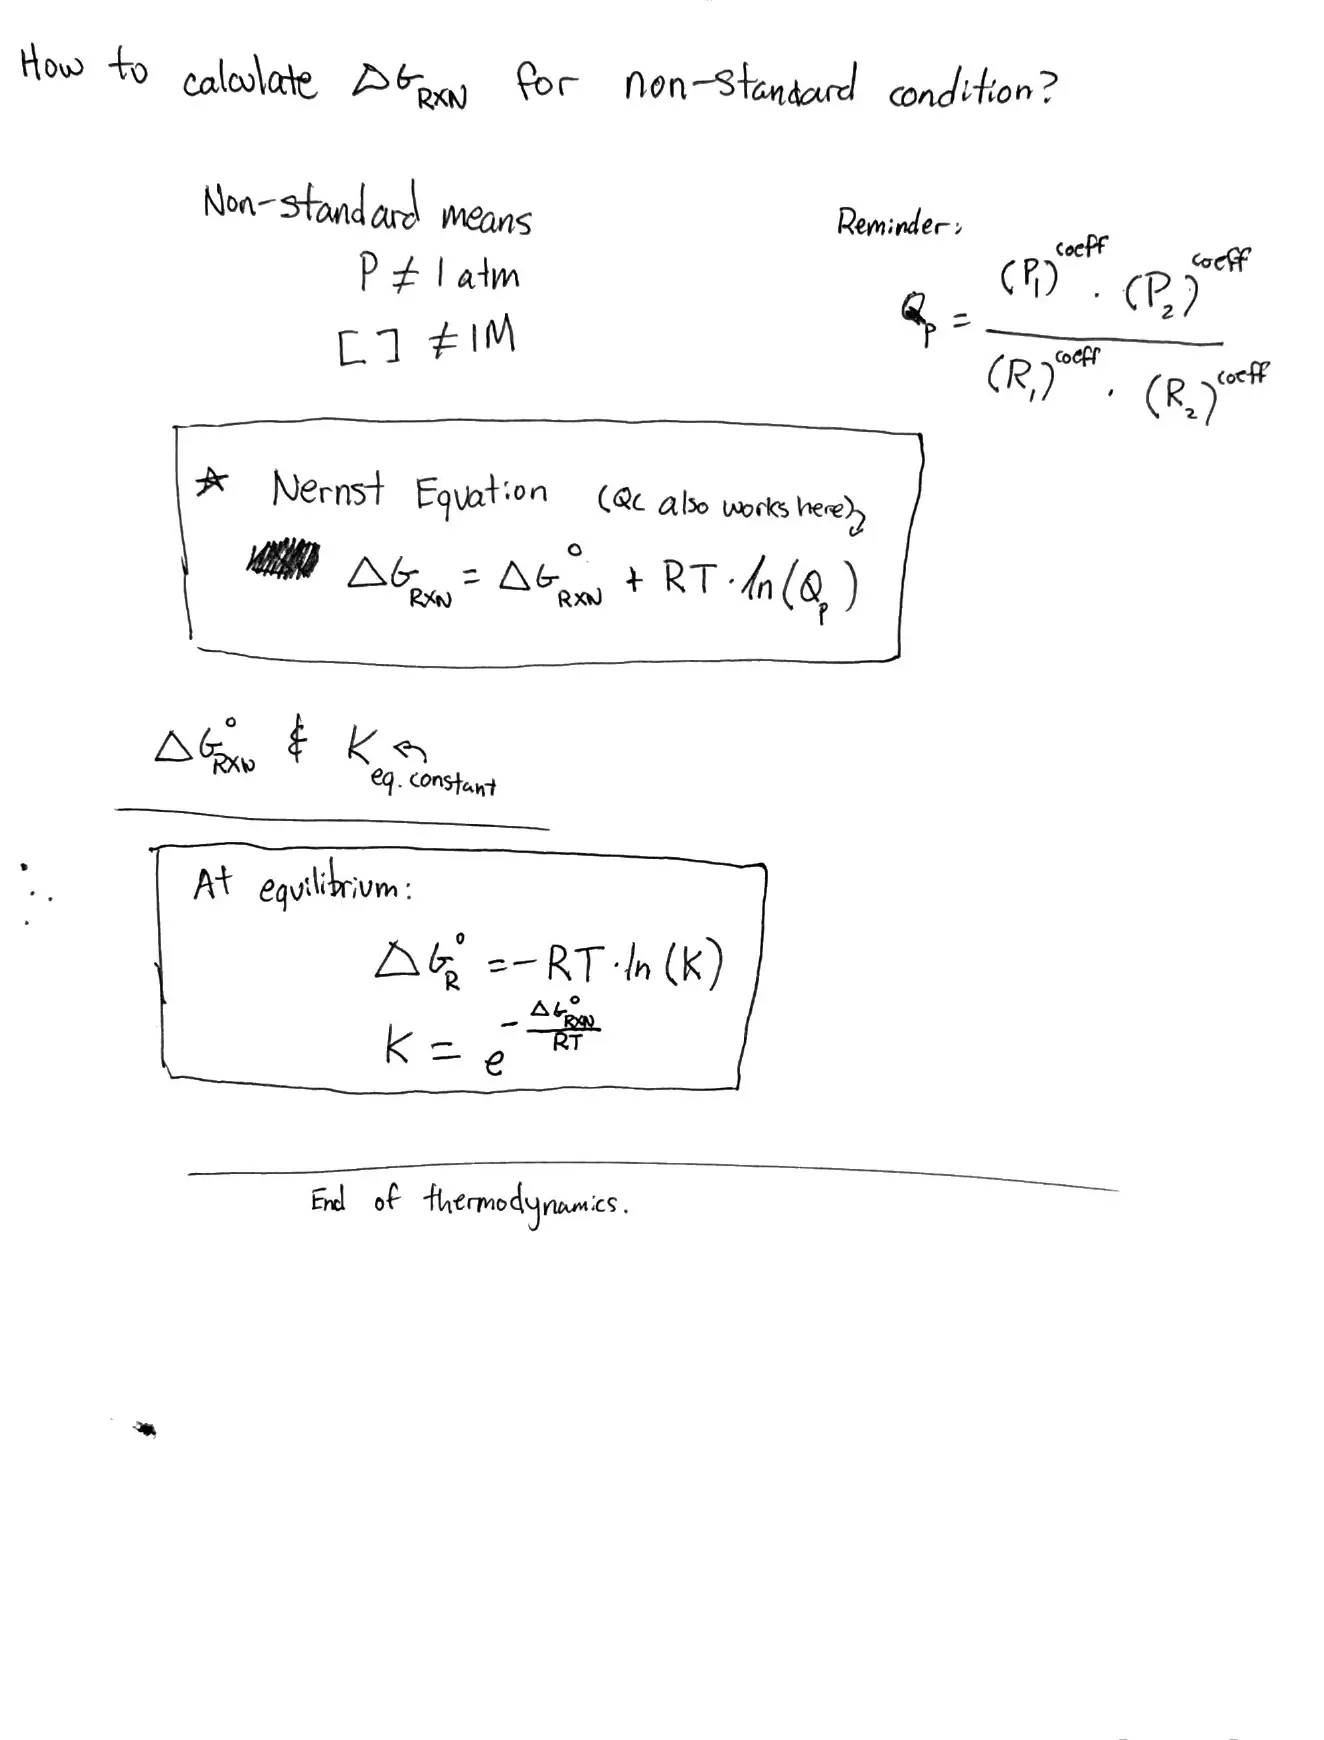 How to calculate ΔG_RXN for non-standard condition?
Non-standard means
P ≠ 1 atm
[ ] ≠ 1M
Reminder:
Q_p = (P_1)^coeff · (P_2)^coeff / (R_1)^coeff · (R_2)^coeff
☆ Nernst Equation (Qc also works here)
ΔG_RXN = ΔG°_RXN + RT·ln(Q_p)
ΔG°_RXN & K
eq. constant
At equilibrium:
ΔG°_R = -RT·ln(K)
K = e^(-ΔG°_RXN/RT)
End of thermodynamics.